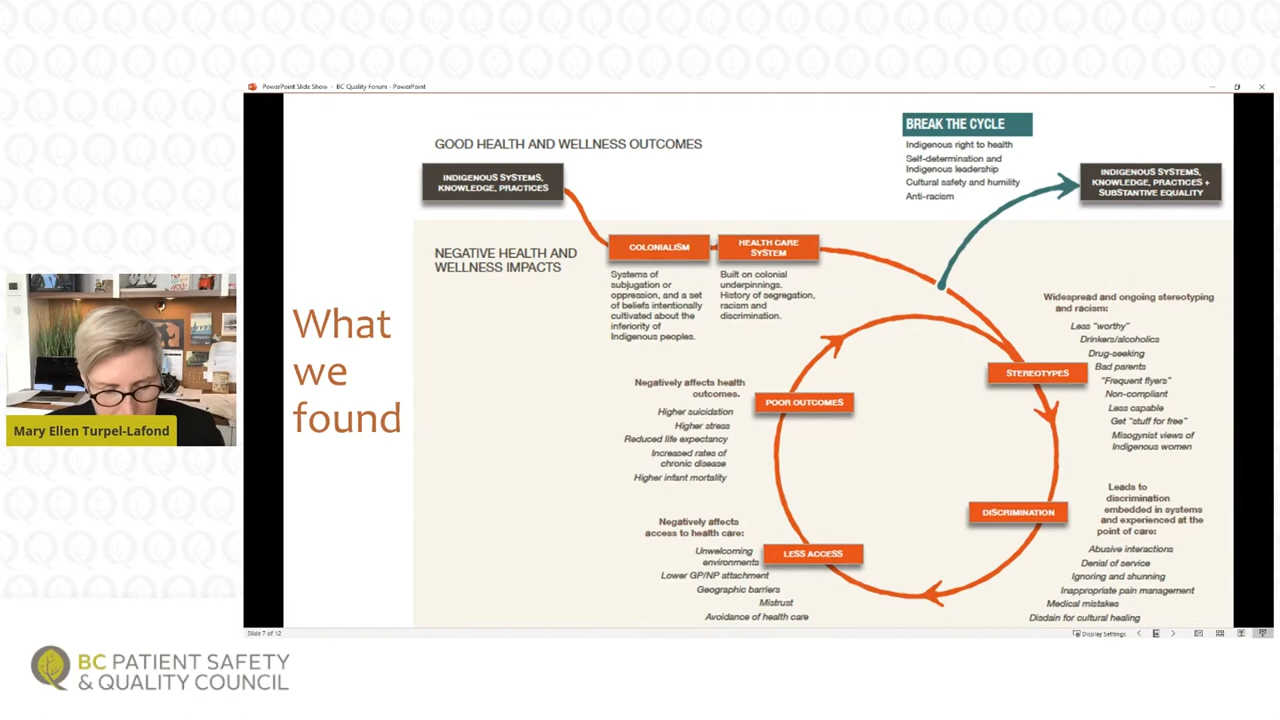 PowerPoint Slide Show - BC Quality Forum - PowerPoint
What
we
found
GOOD HEALTH AND WELLNESS OUTCOMES
INDIGENOUS SYSTEMS,
KNOWLEDGE, PRACTICES
BREAK THE CYCLE
Indigenous right to health
Self-determination and
Indigenous leadership
Cultural safety and humility
Anti-racism
INDIGENOUS SYSTEMS,
KNOWLEDGE, PRACTICES +
SUBSTANTIVE EQUALITY
NEGATIVE HEALTH AND
WELLNESS IMPACTS
COLONIALISM
Systems of
subjugation or
oppression, and a set
of beliefs intentionally
cultivated about the
inferiority of
Indigenous peoples.
HEALTH CARE
SYSTEM
Built on colonial
underpinnings.
History of segregation,
racism and
discrimination.
STEREOTYPES
Widespread and ongoing stereotyping
and racism:
Less "worthy"
Drinkers/alcoholics
Drug-seeking
Bad parents
"Frequent flyers"
Non-compliant
Less capable
Get "stuff for free"
Misogynist views of
Indigenous women
DISCRIMINATION
Leads to
discrimination
embedded in systems
and experienced at the
point of care:
Abusive interactions
Denial of service
Ignoring and shunning
Inappropriate pain management
Medical mistakes
Disdain for cultural healing
LESS ACCESS
Negatively affects
access to health care:
Unwelcoming
environments
Lower GP/NP attachment
Geographic barriers
Mistrust
Avoidance of health care
POOR OUTCOMES
Negatively affects health
outcomes.
Higher suicidation
Higher stress
Reduced life expectancy
Increased rates of
chronic disease
Higher infant mortality
Slide 7 of 12
Display Settings
Mary Ellen Turpel-Lafond
BC PATIENT SAFETY
& QUALITY COUNCIL